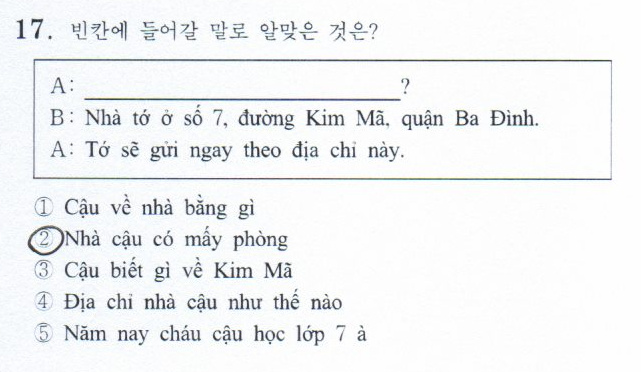 17. 빈칸에 들어갈 말로 알맞은 것은?
A: ____________________?
B: Nhà tớ ở số 7, đường Kim Mã, quận Ba Đình.
A: Tớ sẽ gửi ngay theo địa chỉ này.
① Cậu về nhà bằng gì
② Nhà cậu có mấy phòng
③ Cậu biết gì về Kim Mã
④ Địa chỉ nhà cậu như thế nào
⑤ Năm nay cháu cậu học lớp 7 à